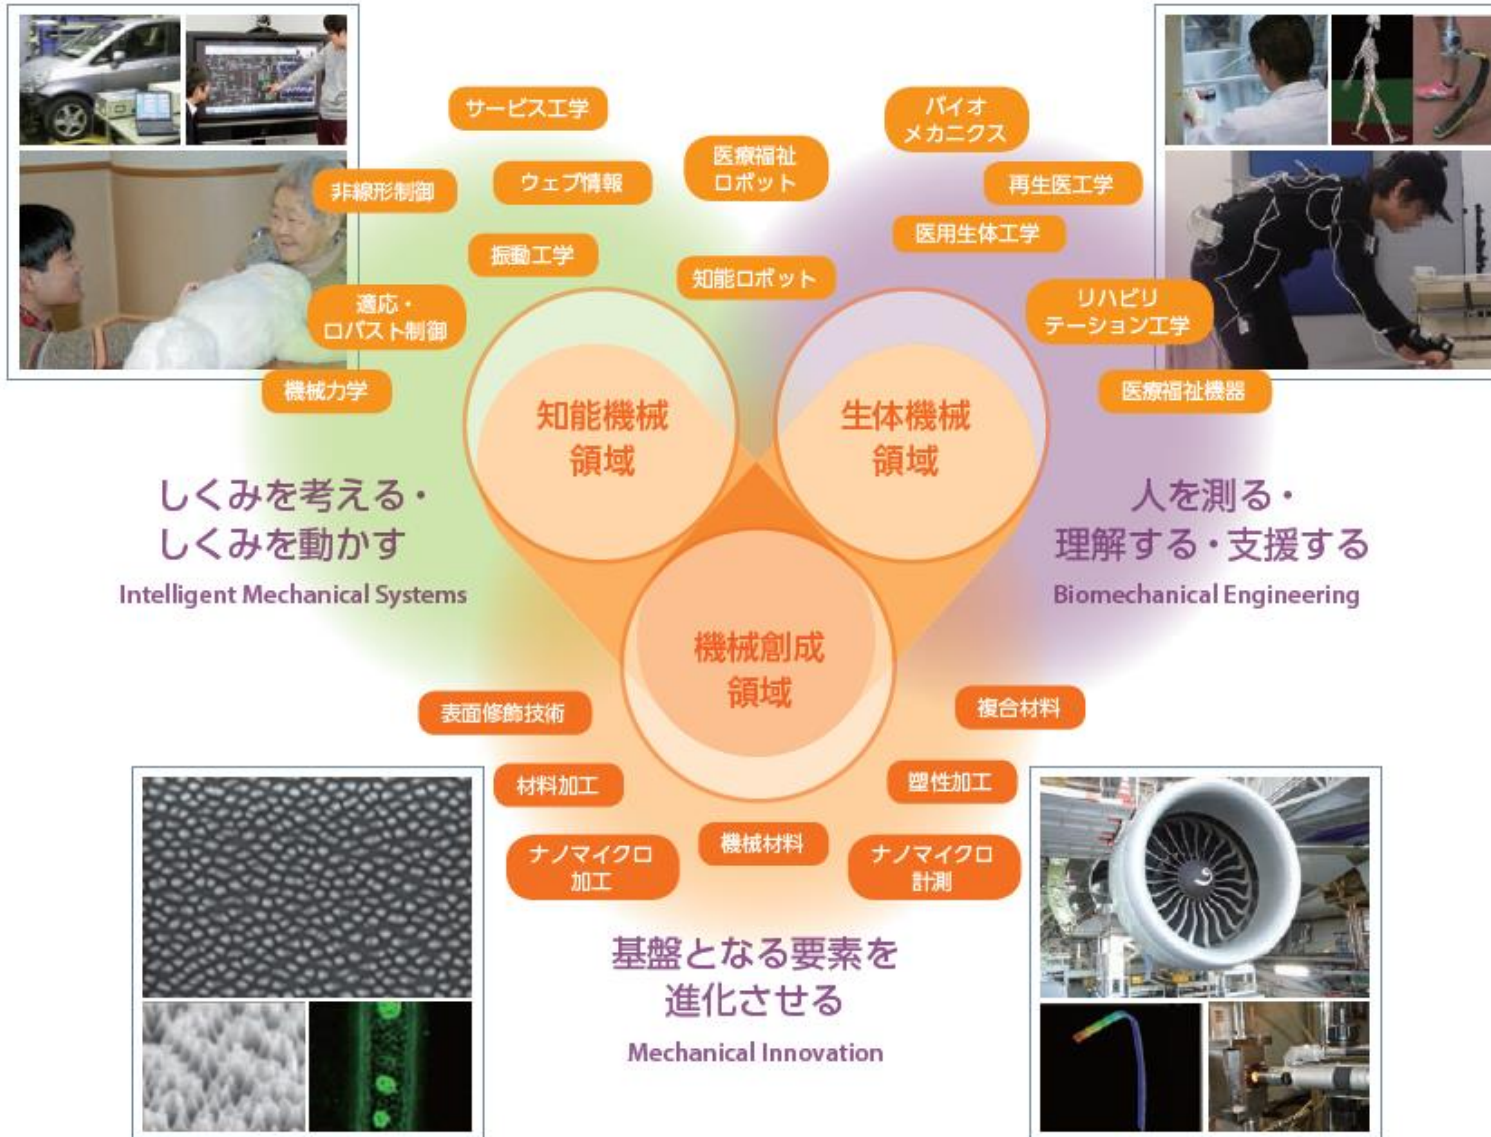 サービス工学
バイオ
メカニクス
医療福祉
ロボット
非線形制御
ウェブ情報
再生医工学
医用生体工学
振動工学
知能ロボット
適応・
ロバスト制御
リハビリ
テーション工学
機械力学
医療福祉機器
知能機械
領域
生体機械
領域
しくみを考える・
しくみを動かす
Intelligent Mechanical Systems
人を測る・
理解する・支援する
Biomechanical Engineering
機械創成
領域
表面修飾技術
複合材料
材料加工
塑性加工
ナノマイクロ
加工
機械材料
ナノマイクロ
計測
基盤となる要素を
進化させる
Mechanical Innovation